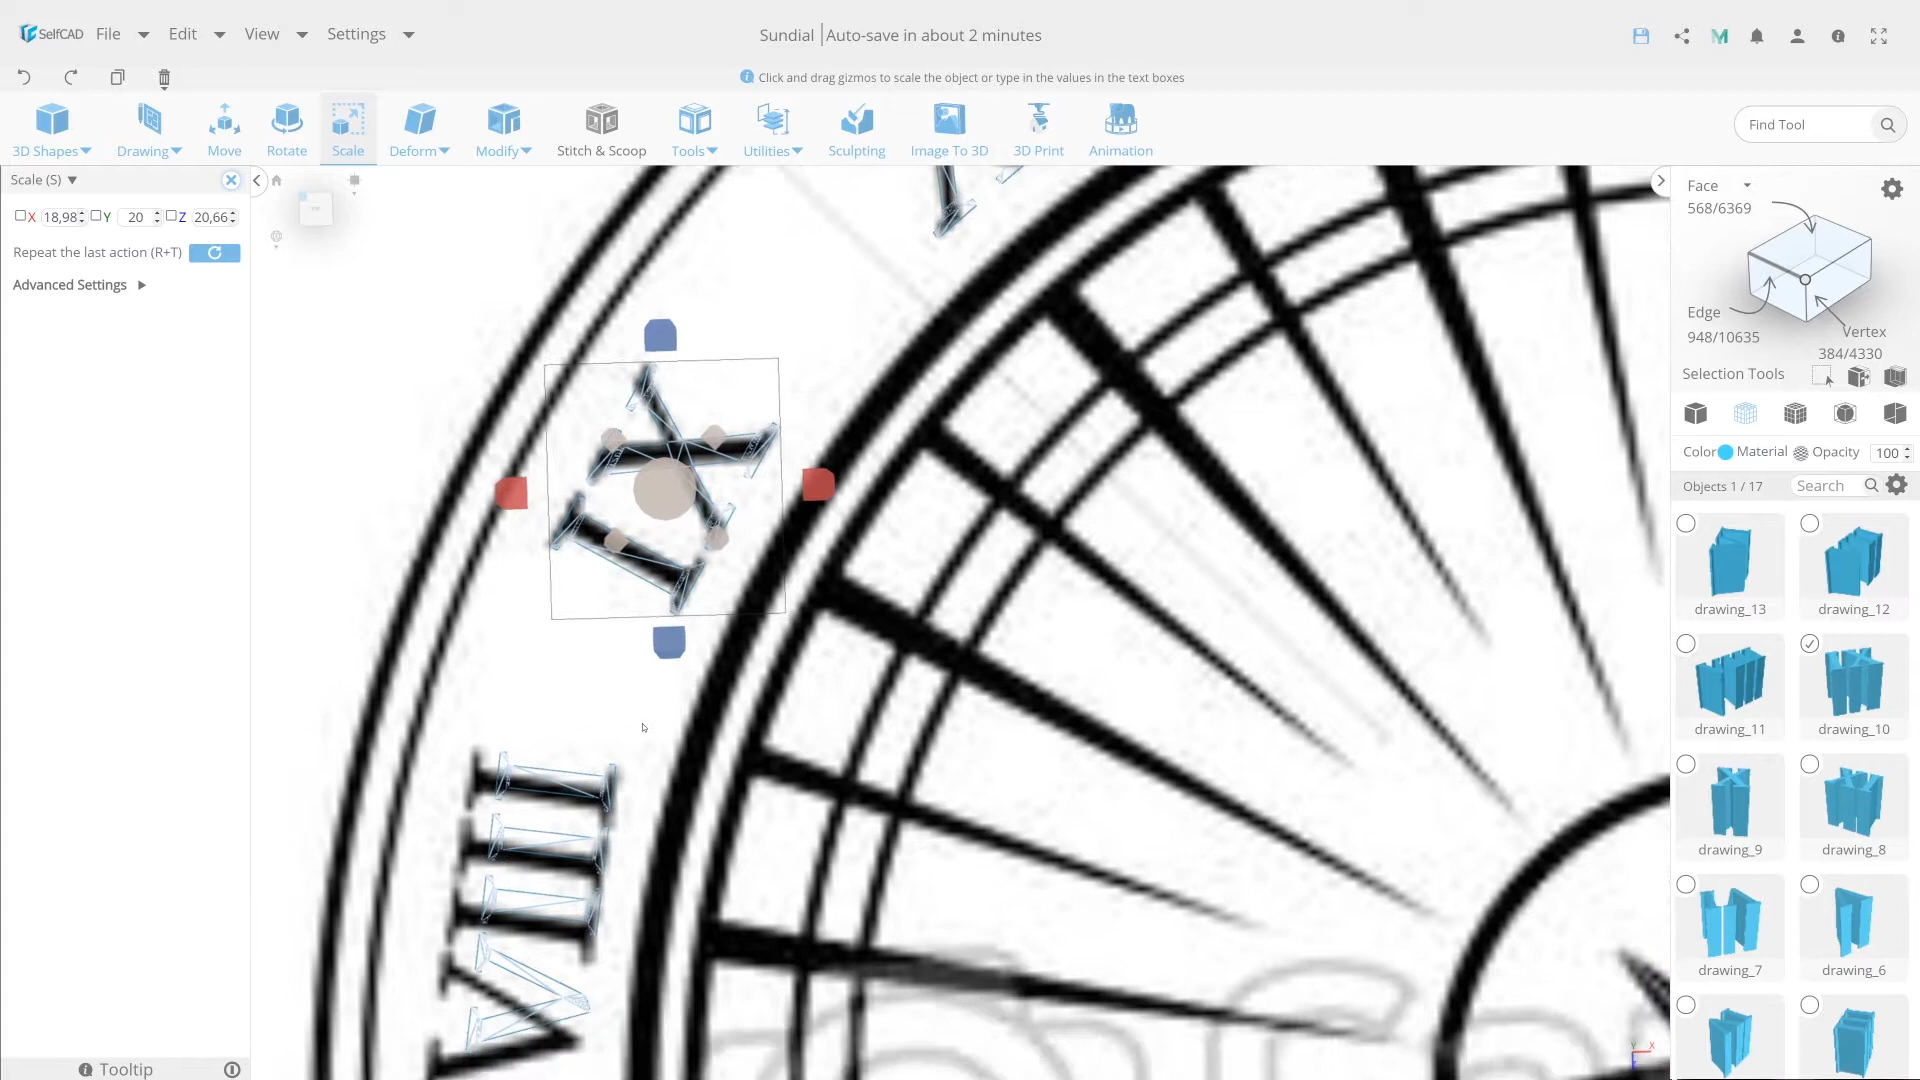 SelfCAD File Edit View Settings
Sundial | Auto-save in about 2 minutes
Click and drag gizmos to scale the object or type in the values in the text boxes
3D Shapes Drawing Move Rotate Scale Deform Modify Stitch & Scoop Tools Utilities Sculpting Image To 3D 3D Print Animation
Find Tool
Scale (S)
X 18,98 Y 20 Z 20,66
Repeat the last action (R+T)
Advanced Settings
Face
568/6369
Edge
948/10635
Vertex
384/4330
Selection Tools
Color Material Opacity 100
Objects 1 / 17 Search
drawing_13 drawing_12
drawing_11 drawing_10
drawing_9 drawing_8
drawing_7 drawing_6
IX
VIII
Y X
Tooltip